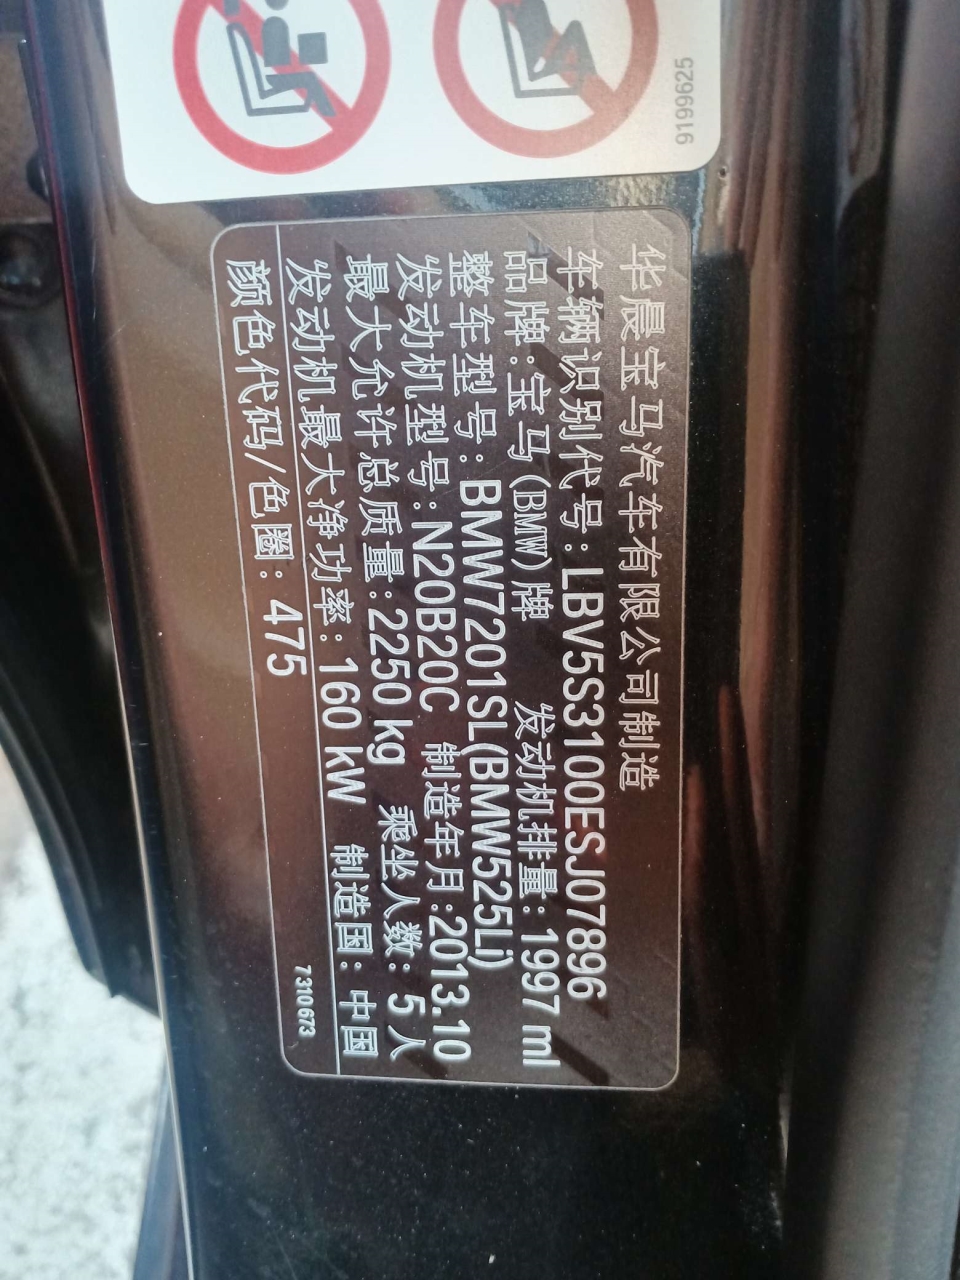 9199625
华晨宝马汽车有限公司制造
车辆识别代号:LBV5S3100ESJ07896
品牌:宝马(BMW)牌 发动机排量:1997 ml
整车型号:BMW7201SL(BMW525Li)
发动机型号:N20B20C 制造年月:2013.10
最大允许总质量:2250 kg 乘坐人数:5人
发动机最大净功率:160 kW 制造国:中国
颜色代码/色圈:475
7310673